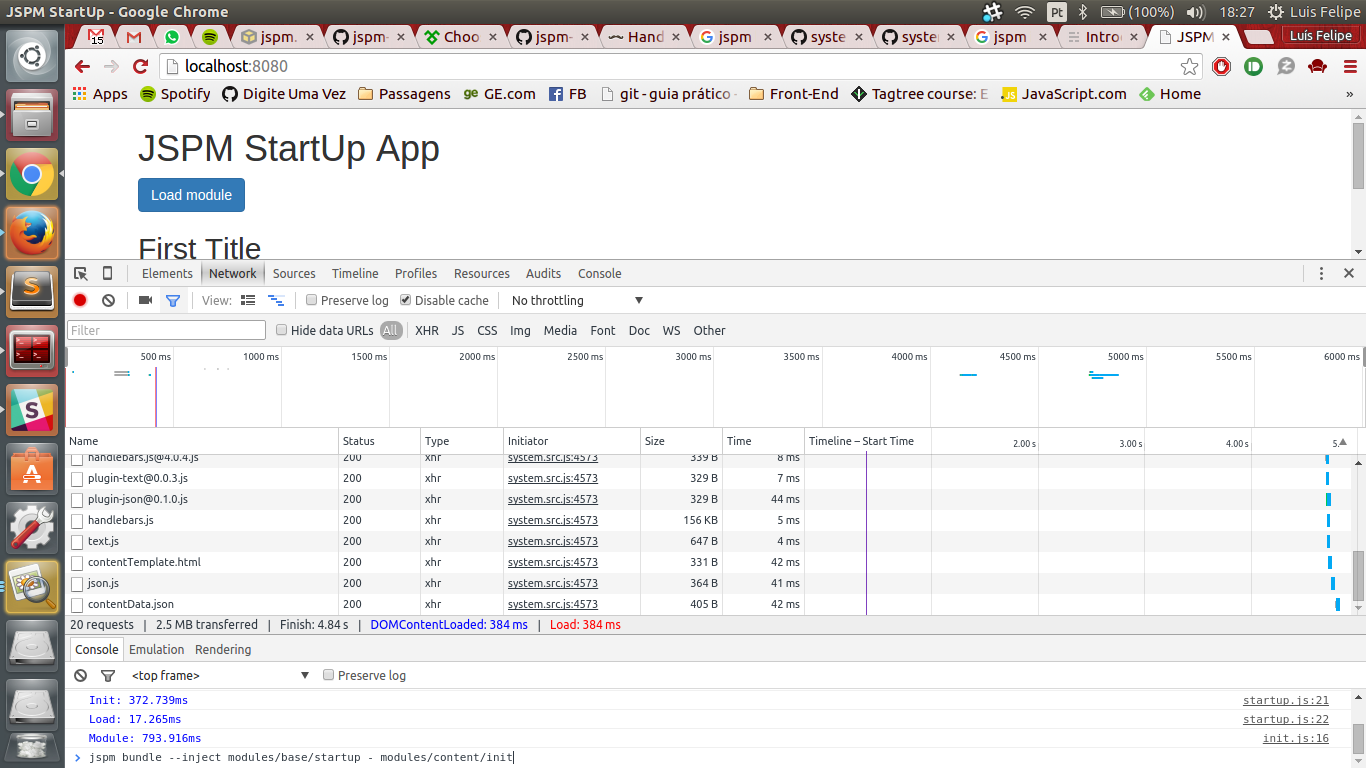 JSPM StartUp - Google Chrome
Pt (100%) 18:27 Luis Felipe
15 jspm. jspm- Choo jspm- Hand jspm syste syste jspm Intro JSPM Luís Felipe
localhost:8080
Apps Spotify Digite Uma Vez Passagens ge GE.com FB git - guia prático - Front-End Tagtree course: E JS JavaScript.com Home »
JSPM StartUp App
Load module
First Title
Elements Network Sources Timeline Profiles Resources Audits Console
View: Preserve log Disable cache No throttling
Filter Hide data URLs All XHR JS CSS Img Media Font Doc WS Other
500 ms 1000 ms 1500 ms 2000 ms 2500 ms 3000 ms 3500 ms 4000 ms 4500 ms 5000 ms 5500 ms 6000 ms
Name Status Type Initiator Size Time Timeline – Start Time 2.00 s 3.00 s 4.00 s 5.
handlebars.js@4.0.4.js 200 xhr system.src.js:4573 339 B 8 ms
plugin-text@0.0.3.js 200 xhr system.src.js:4573 329 B 7 ms
plugin-json@0.1.0.js 200 xhr system.src.js:4573 329 B 44 ms
handlebars.js 200 xhr system.src.js:4573 156 KB 5 ms
text.js 200 xhr system.src.js:4573 647 B 4 ms
contentTemplate.html 200 xhr system.src.js:4573 331 B 42 ms
json.js 200 xhr system.src.js:4573 364 B 41 ms
contentData.json 200 xhr system.src.js:4573 405 B 42 ms
20 requests | 2.5 MB transferred | Finish: 4.84 s | DOMContentLoaded: 384 ms | Load: 384 ms
Console Emulation Rendering
<top frame> Preserve log
Init: 372.739ms startup.js:21
Load: 17.265ms startup.js:22
Module: 793.916ms init.js:16
jspm bundle --inject modules/base/startup - modules/content/init